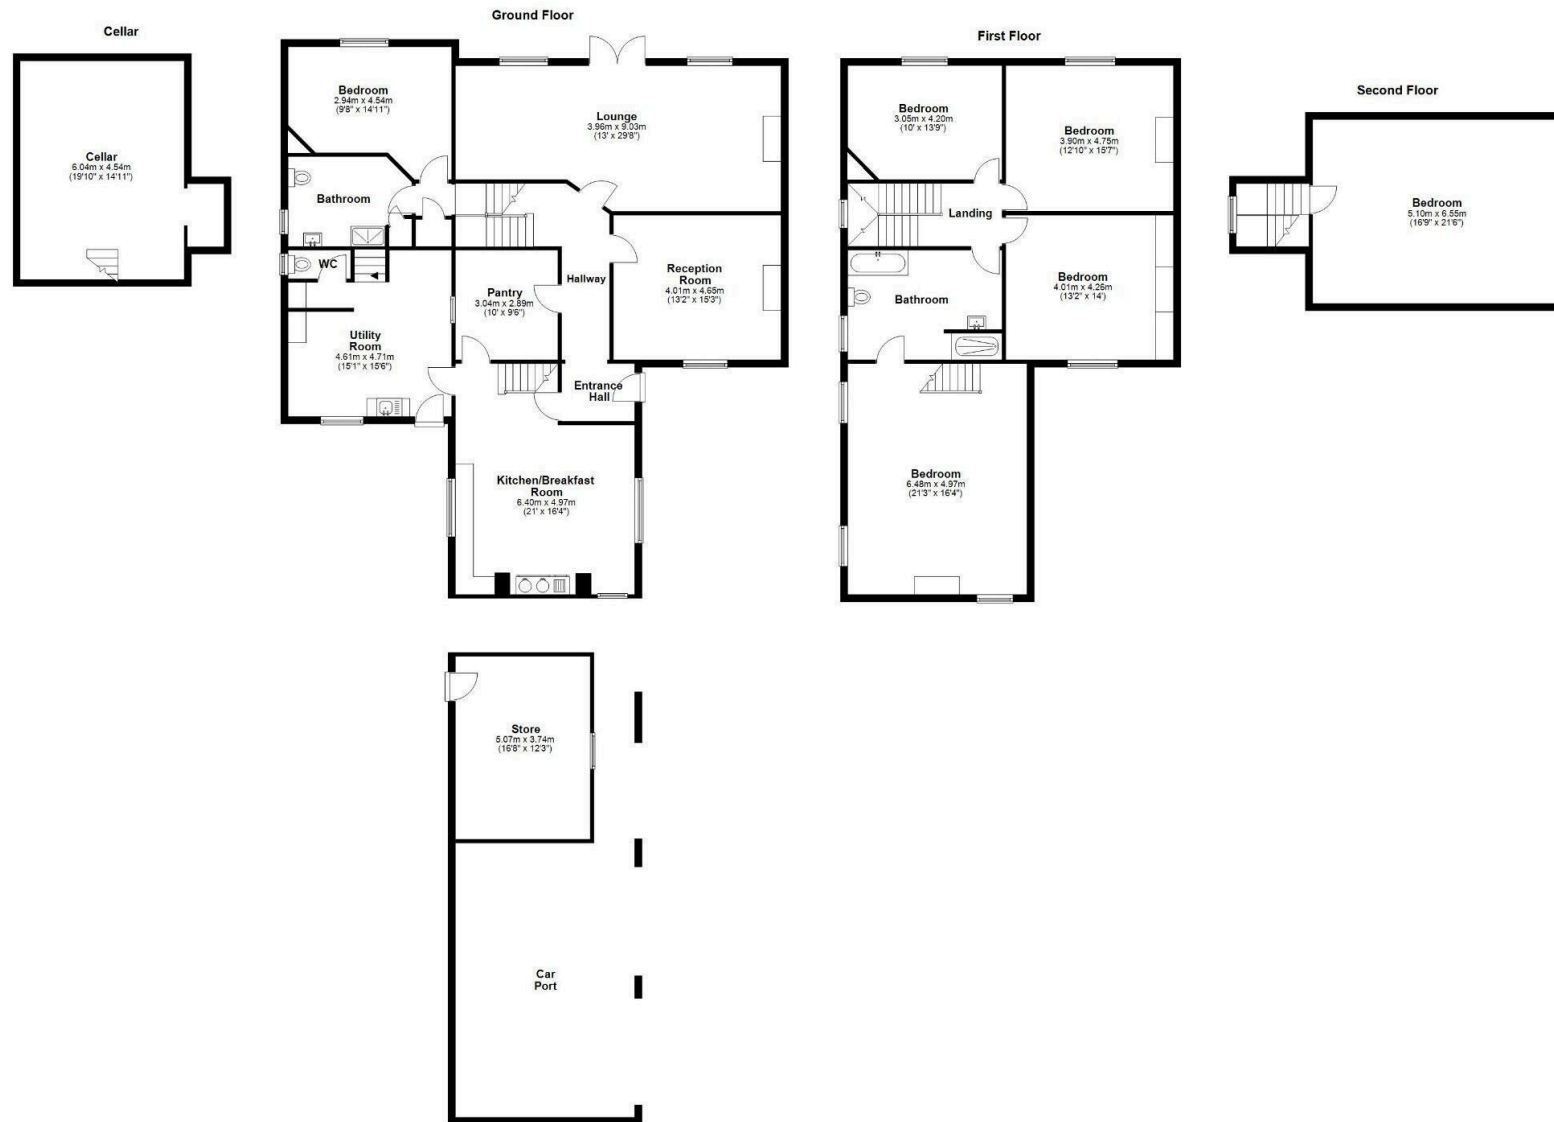 Cellar
Cellar
6.04m x 4.54m
(19'10" x 14'11")
Ground Floor
Bedroom
2.94m x 4.54m
(9'8" x 14'11")
Lounge
3.96m x 9.03m
(13' x 29'8")
Bathroom
WC
Hallway
Reception
Room
4.01m x 4.65m
(13'2" x 15'3")
Pantry
3.04m x 2.89m
(10' x 9'6")
Utility
Room
4.61m x 4.71m
(15'1" x 15'6")
Entrance
Hall
Kitchen/Breakfast
Room
6.40m x 4.97m
(21' x 16'4")
Store
5.07m x 3.74m
(16'8" x 12'3")
Car
Port
First Floor
Bedroom
3.05m x 4.20m
(10' x 13'9")
Bedroom
3.90m x 4.75m
(12'10" x 15'7")
Landing
Bathroom
Bedroom
4.01m x 4.26m
(13'2" x 14')
Bedroom
6.48m x 4.97m
(21'3" x 16'4")
Second Floor
Bedroom
5.10m x 6.55m
(16'9" x 21'6")